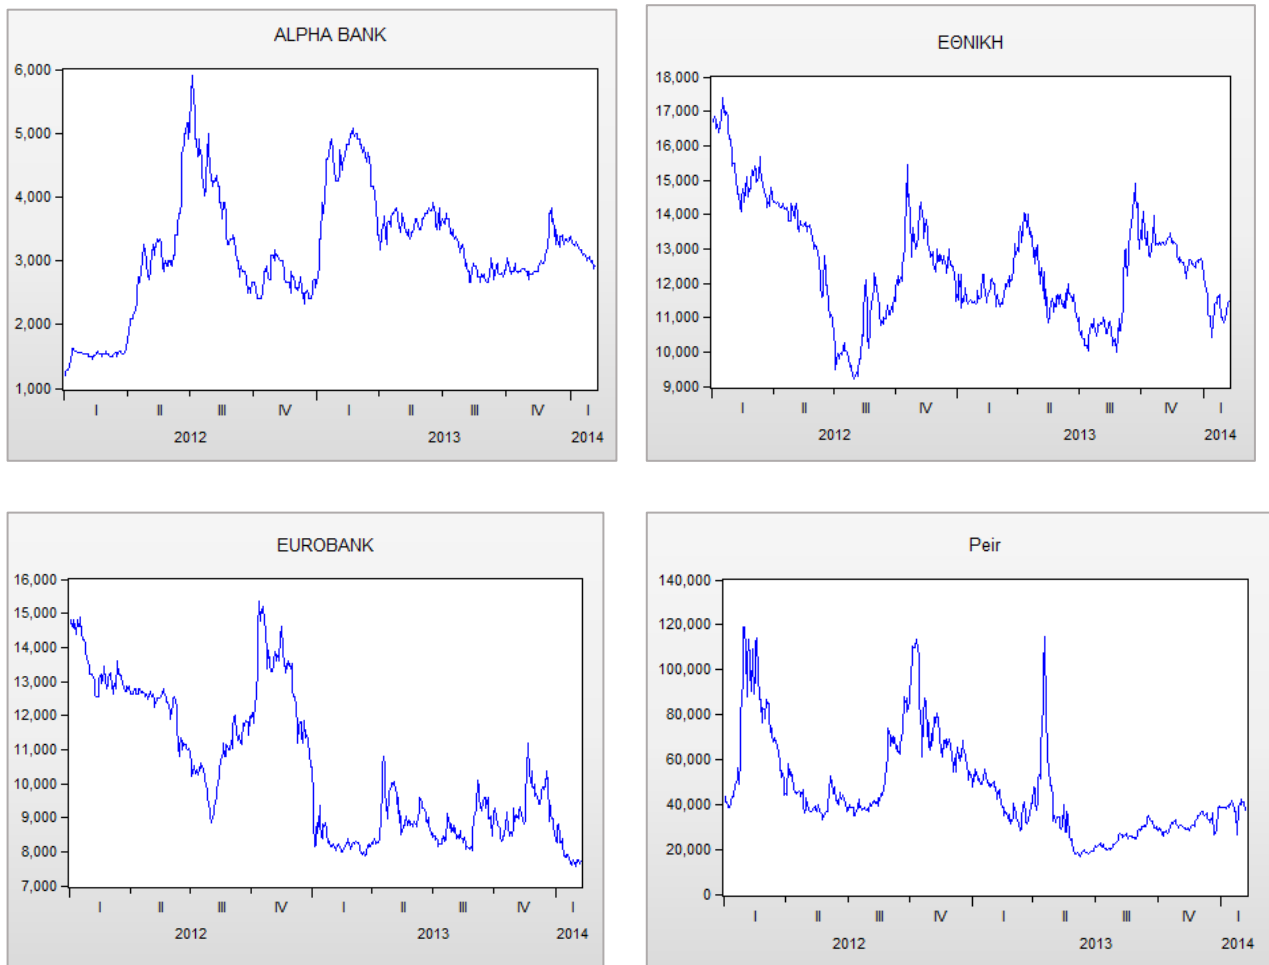 ALPHA BANK
6,000
5,000
4,000
3,000
2,000
1,000
I II III IV I II III IV I
2012 2013 2014
ΕΘΝΙΚΗ
18,000
17,000
16,000
15,000
14,000
13,000
12,000
11,000
10,000
9,000
I II III IV I II III IV I
2012 2013 2014
EUROBANK
16,000
15,000
14,000
13,000
12,000
11,000
10,000
9,000
8,000
7,000
I II III IV I II III IV I
2012 2013 2014
Peir
140,000
120,000
100,000
80,000
60,000
40,000
20,000
0
I II III IV I II III IV I
2012 2013 2014